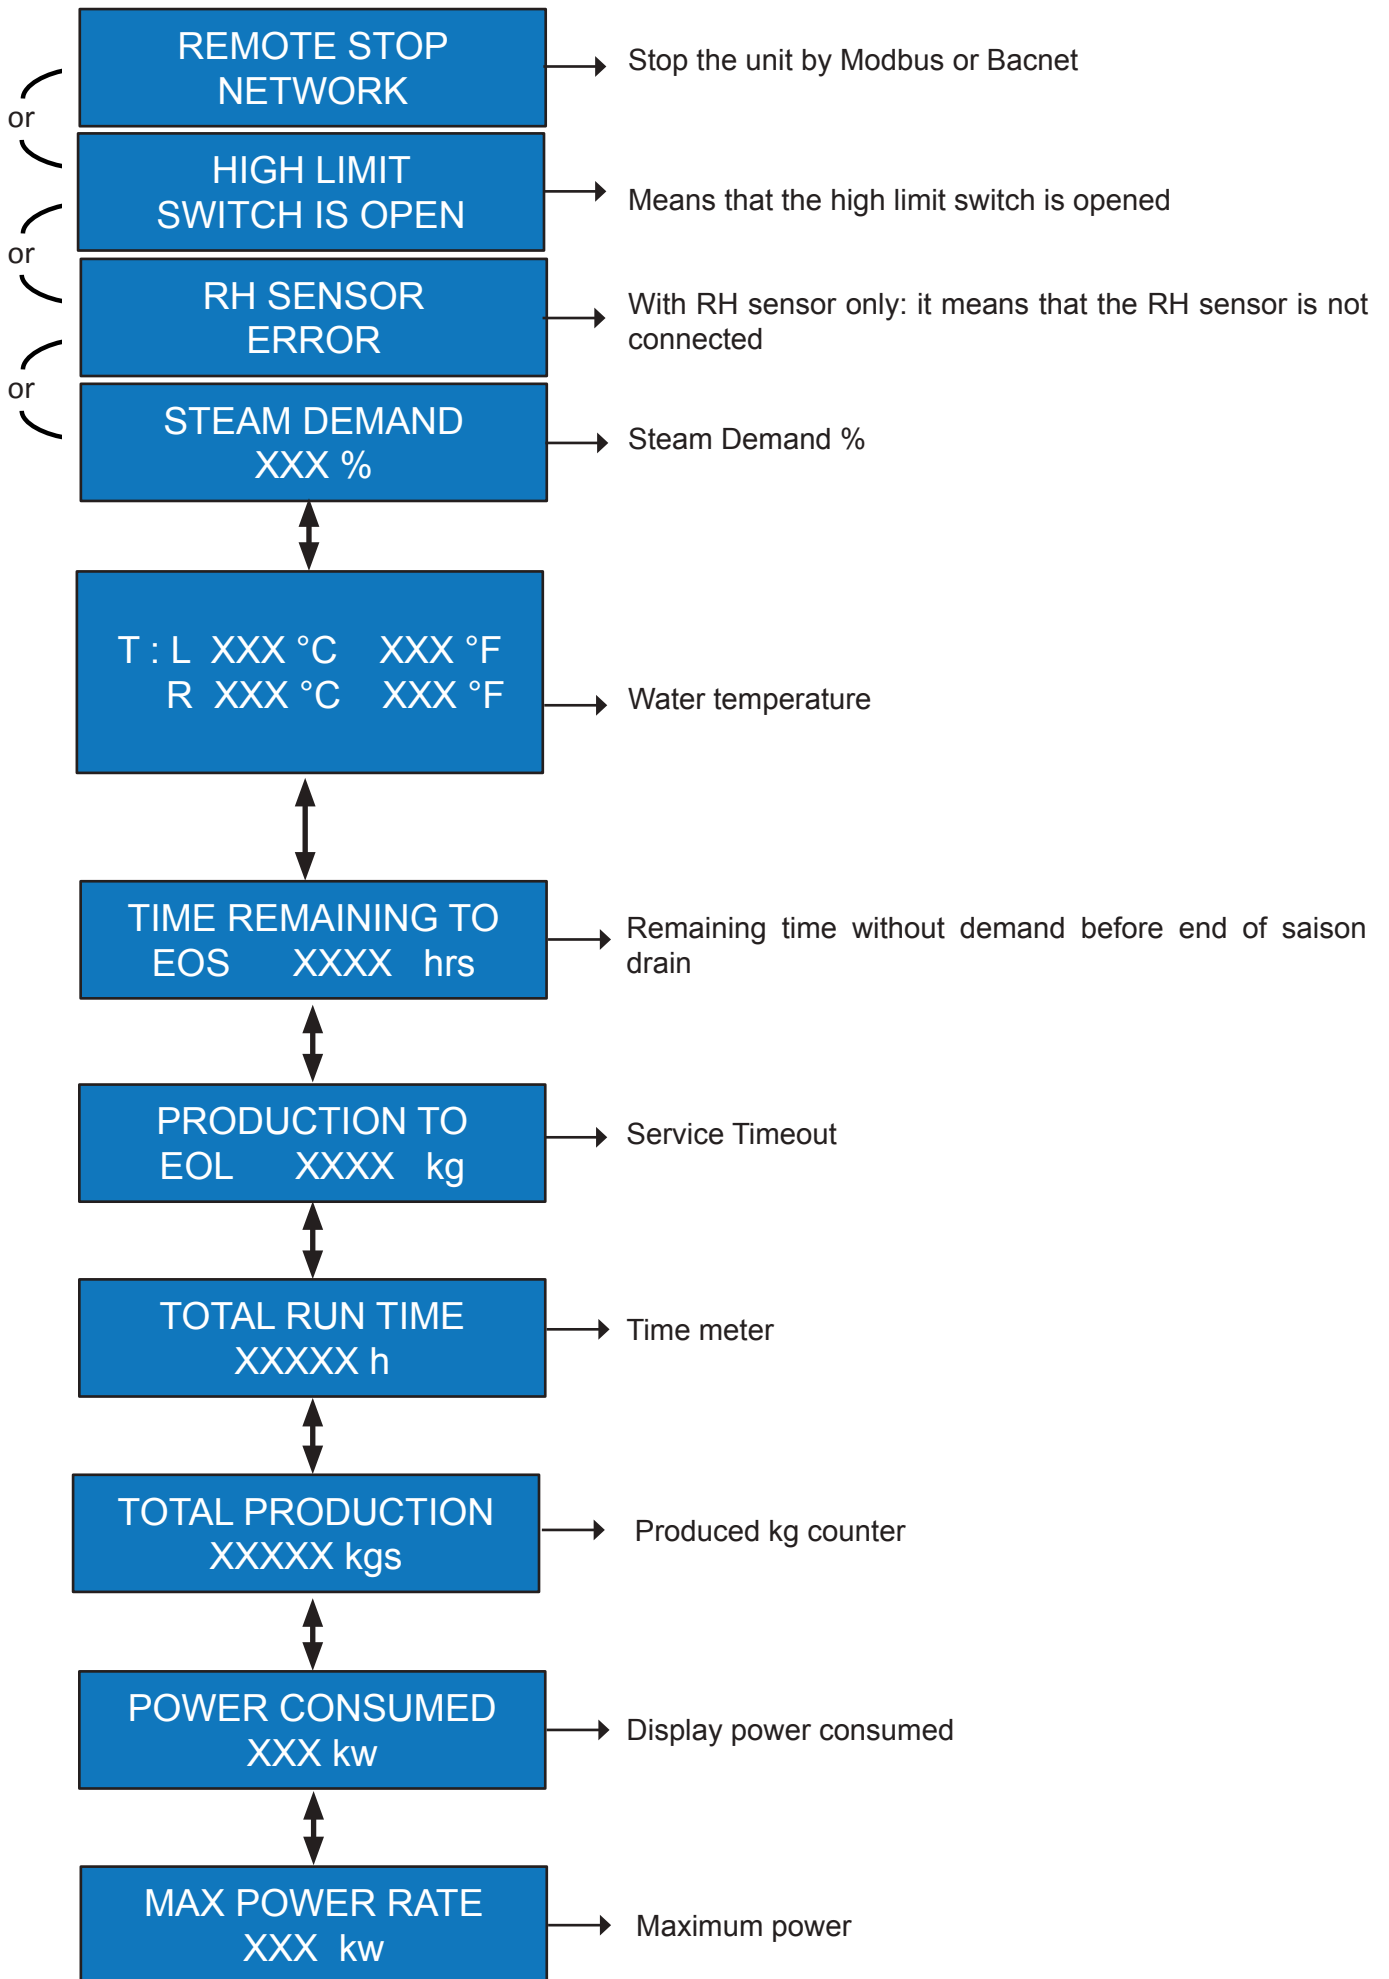 REMOTE STOP
NETWORK
Stop the unit by Modbus or Bacnet
or
HIGH LIMIT
SWITCH IS OPEN
Means that the high limit switch is opened
or
RH SENSOR
ERROR
With RH sensor only: it means that the RH sensor is not
connected
or
STEAM DEMAND
XXX %
Steam Demand %
T : L XXX °C XXX °F
R XXX °C XXX °F
Water temperature
TIME REMAINING TO
EOS XXXX hrs
Remaining time without demand before end of saison
drain
PRODUCTION TO
EOL XXXX kg
Service Timeout
TOTAL RUN TIME
XXXXX h
Time meter
TOTAL PRODUCTION
XXXXX kgs
Produced kg counter
POWER CONSUMED
XXX kw
Display power consumed
MAX POWER RATE
XXX kw
Maximum power